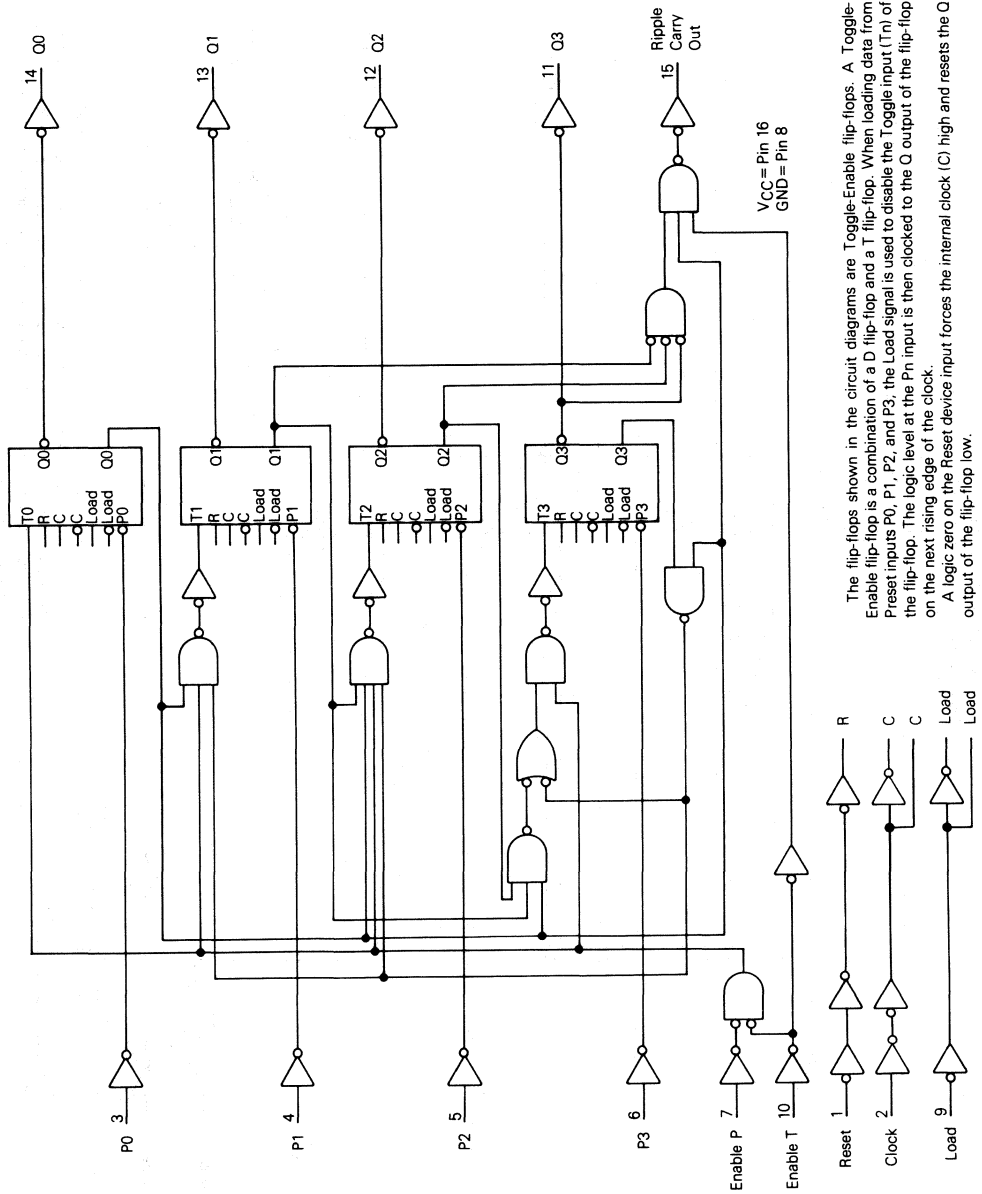 14 Q0
13 Q1
12 Q2
11 Q3
15 Ripple
Carry
Out
VCC = Pin 16
GND = Pin 8
T0
R
C
C
Load
Load
P0
Q0
Q0
T1
R
C
C
Load
Load
P1
Q1
Q1
T2
R
C
C
Load
Load
P2
Q2
Q2
T3
R
C
C
Load
Load
P3
Q3
Q3
P0 3
P1 4
P2 5
P3 6
Enable P 7
Enable T 10
Reset 1
R
Clock 2
C
C
Load 9
Load
Load
The flip-flops shown in the circuit diagrams are Toggle-Enable flip-flops. A Toggle-
Enable flip-flop is a combination of a D flip-flop and a T flip-flop. When loading data from
Preset inputs P0, P1, P2, and P3, the Load signal is used to disable the Toggle input (Tn) of
the flip-flop. The logic level at the Pn input is then clocked to the Q output of the flip-flop
on the next rising edge of the clock.
A logic zero on the Reset device input forces the internal clock (C) high and resets the Q
output of the flip-flop low.